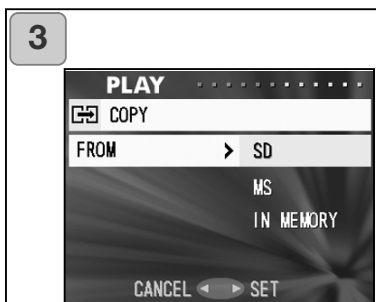 3
PLAY
COPY
FROM > SD
MS
IN MEMORY
CANCEL ◄ ► SET